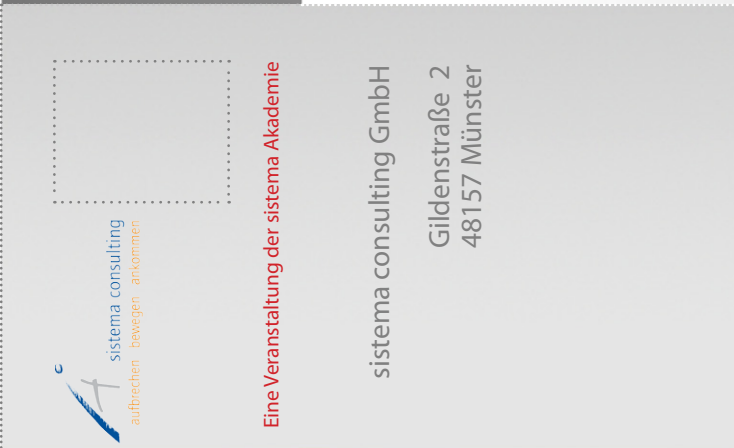 sistema consulting
aufbrechen bewegen ankommen
Eine Veranstaltung der sistema Akademie
sistema consulting GmbH
Gildenstraße 2
48157 Münster